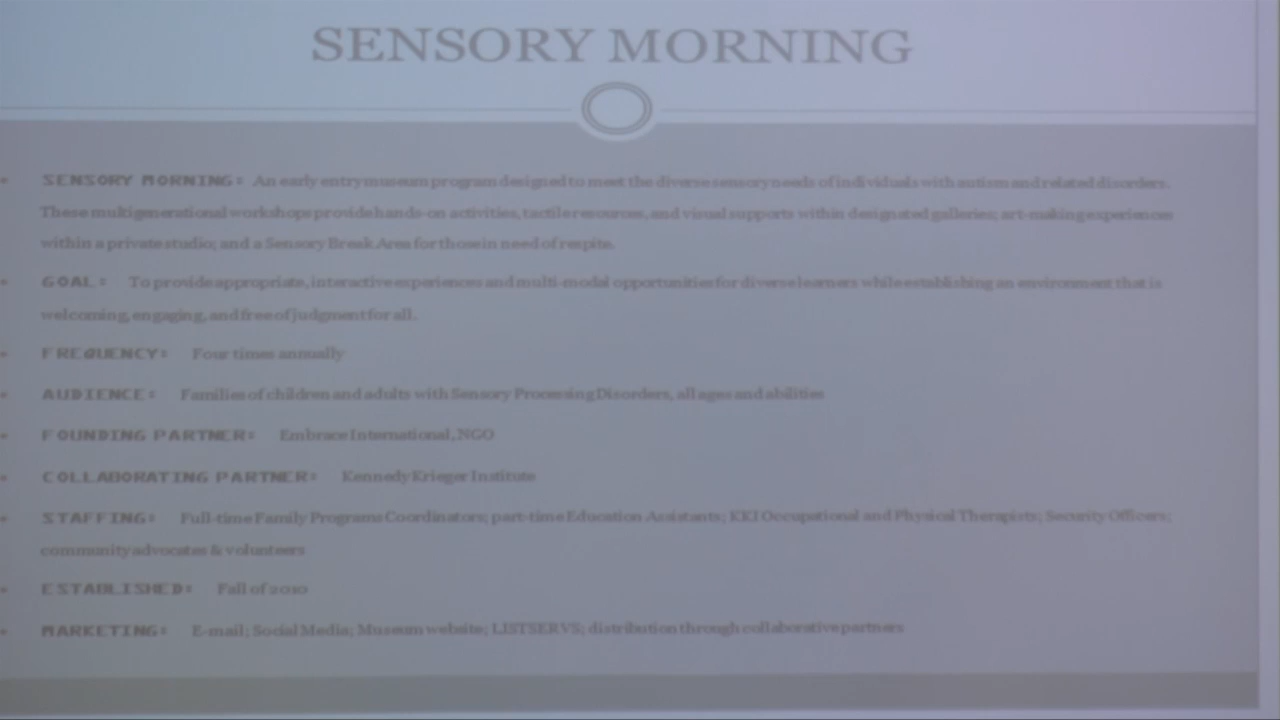 SENSORY MORNING
SENSORY MORNING: An early entry museum program designed to meet the diverse sensory needs of individuals with autism and related disorders.
These multigenerational workshops provide hands-on activities, tactile resources, and visual supports within designated galleries; art-making experiences
within a private studio; and a Sensory Break Area for those in need of respite.
GOAL: To provide appropriate, interactive experiences and multi-modal opportunities for diverse learners while establishing an environment that is
welcoming, engaging, and free of judgment for all.
FREQUENCY: Four times annually
AUDIENCE: Families of children and adults with Sensory Processing Disorders, all ages and abilities
FOUNDING PARTNER: Embrace International, NGO
COLLABORATING PARTNER: Kennedy Krieger Institute
STAFFING: Full-time Family Programs Coordinators; part-time Education Assistants; KKI Occupational and Physical Therapists; Security Officers;
community advocates & volunteers
ESTABLISHED: Fall of 2010
MARKETING: E-mail; Social Media; Museum website; LISTSERVS; distribution through collaborative partners